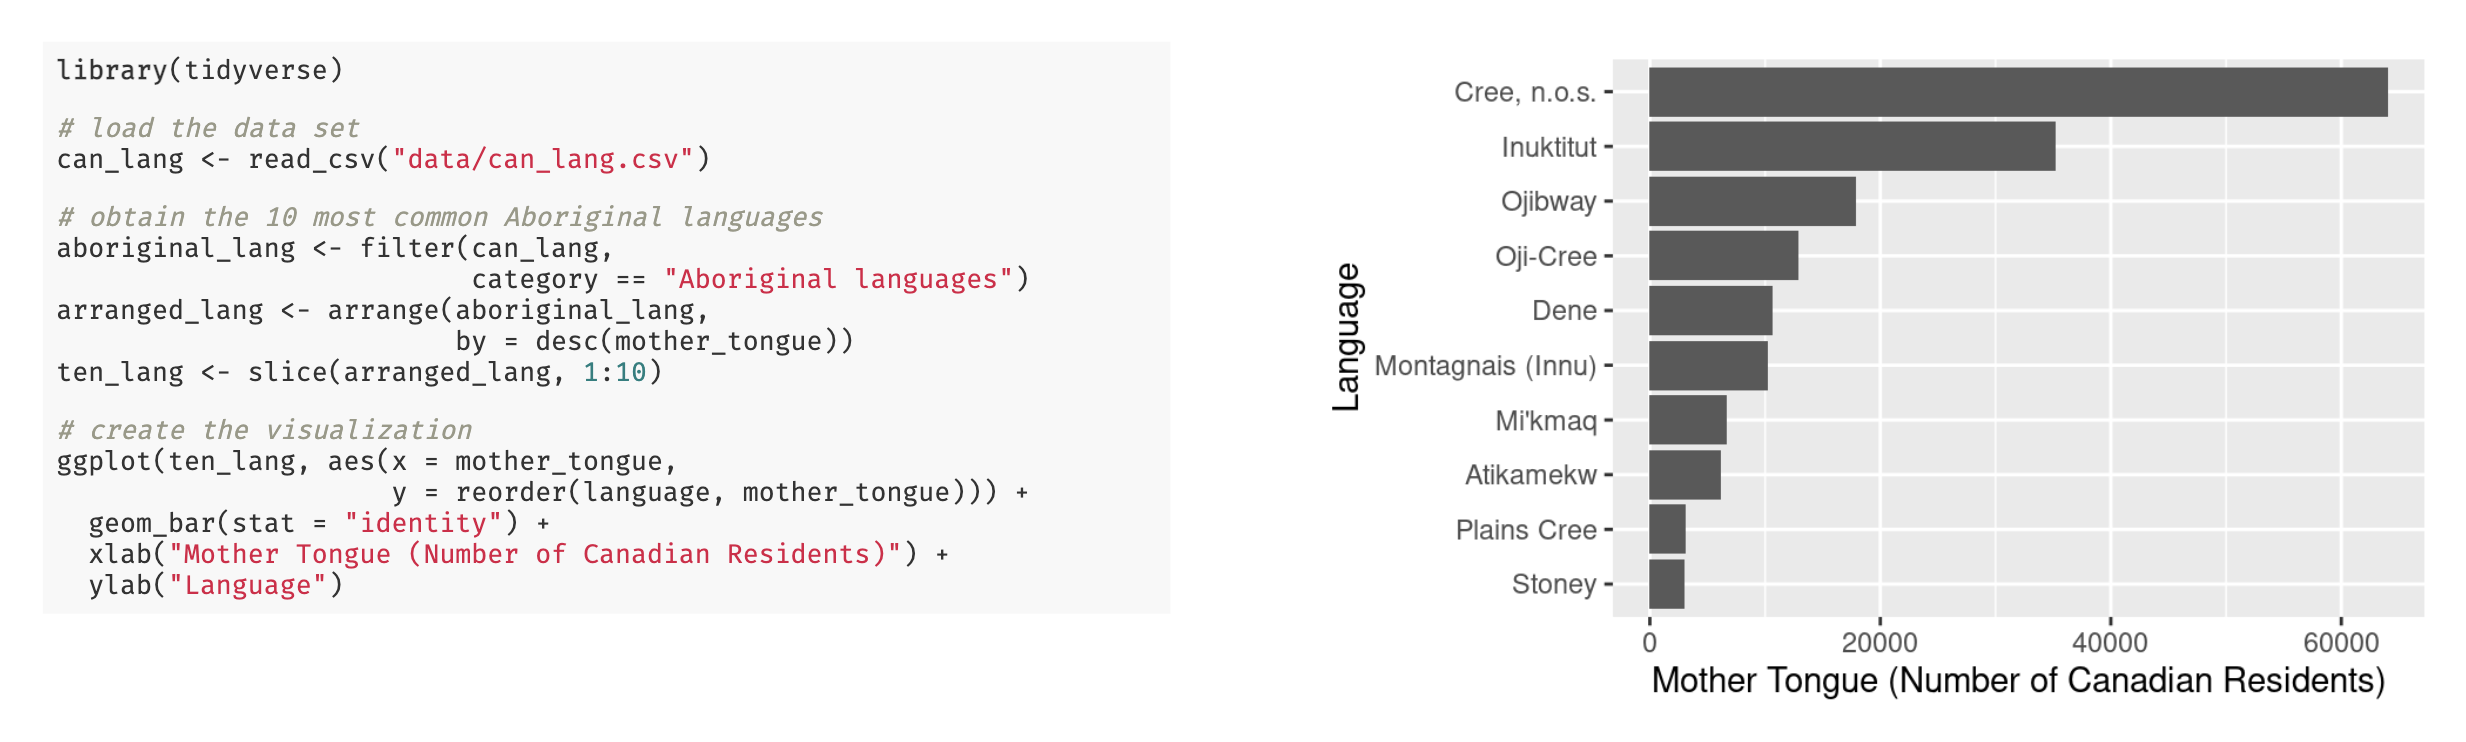 library(tidyverse)
# load the data set
can_lang <- read_csv("data/can_lang.csv")
# obtain the 10 most common Aboriginal languages
aboriginal_lang <- filter(can_lang,
                          category == "Aboriginal languages")
arranged_lang <- arrange(aboriginal_lang,
                         by = desc(mother_tongue))
ten_lang <- slice(arranged_lang, 1:10)
# create the visualization
ggplot(ten_lang, aes(x = mother_tongue,
                     y = reorder(language, mother_tongue))) +
  geom_bar(stat = "identity") +
  xlab("Mother Tongue (Number of Canadian Residents)") +
  ylab("Language")
Language
Cree, n.o.s.
Inuktitut
Ojibway
Oji-Cree
Dene
Montagnais (Innu)
Mi'kmaq
Atikamekw
Plains Cree
Stoney
0 20000 40000 60000
Mother Tongue (Number of Canadian Residents)